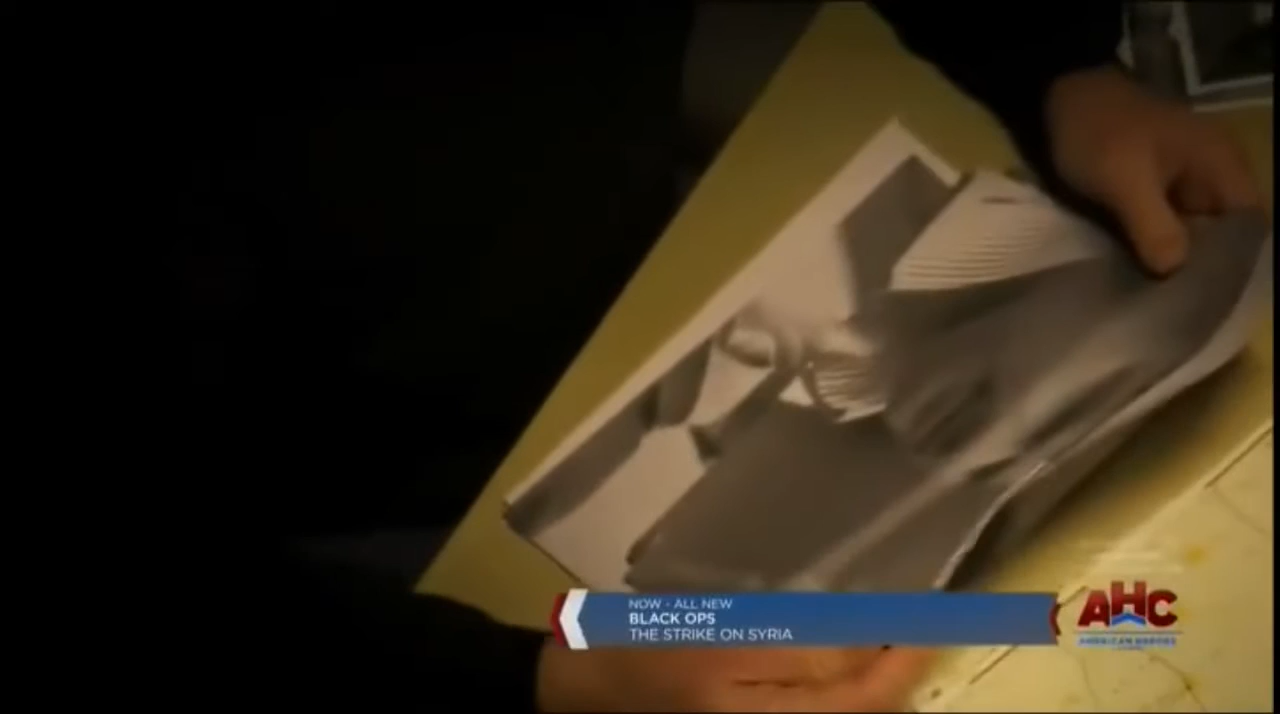 NOW - ALL NEW
BLACK OPS
THE STRIKE ON SYRIA
AHC
AMERICAN HEROES